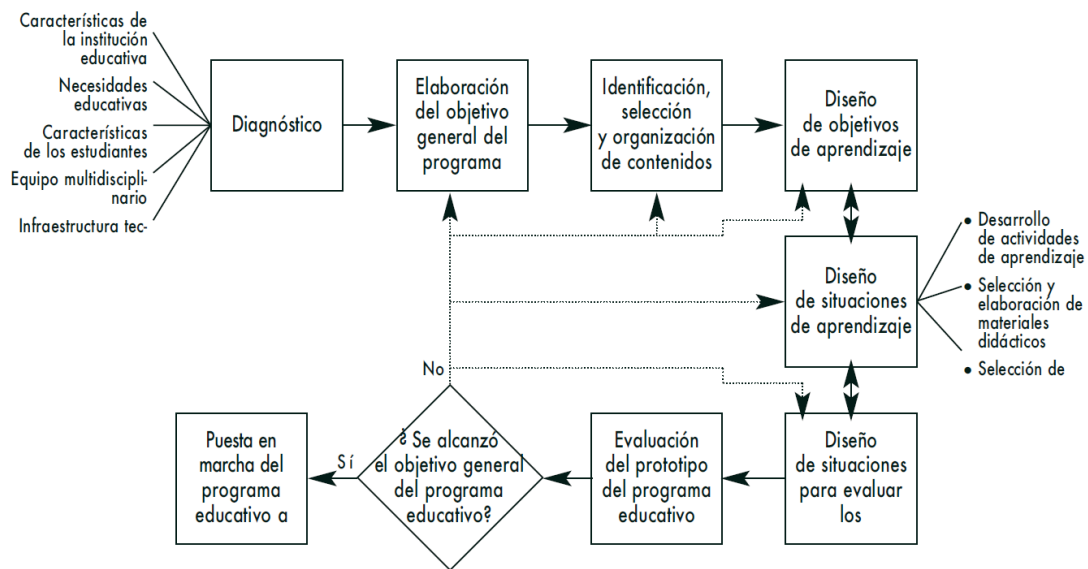 Características de
la institución
educativa
Necesidades
educativas
Características
de los estudiantes
Equipo multidiscipli-
nario
Infraestructura tec-
Diagnóstico
Elaboración
del objetivo
general del
programa
Identificación,
selección
y organización
de contenidos
Diseño
de objetivos
de aprendizaje
Diseño
de situaciones
de aprendizaje
• Desarrollo
de actividades
de aprendizaje
• Selección y
elaboración de
materiales
didácticos
• Selección de
No
Puesta en
marcha del
programa
educativo a
Sí
¿ Se alcanzó
el objetivo general
del programa
educativo?
Evaluación
del prototipo
del programa
educativo
Diseño
de situaciones
para evaluar
los